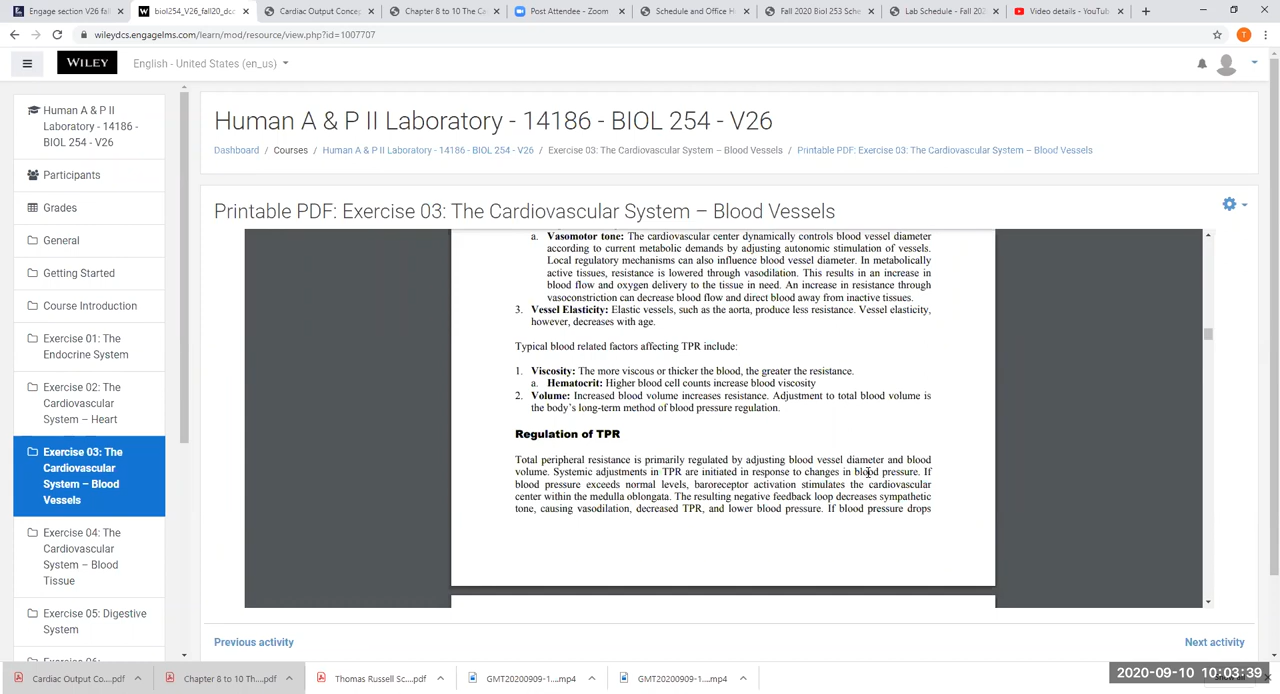 Engage section V26 fall
biol254_V26_fall20_dcc
Cardiac Output Conce
Chapter 8 to 10 The Ca
Post Attendee - Zoom
Schedule and Office H
Fall 2020 Biol 253 Sche
Lab Schedule - Fall 202
Video details - YouTub
wileydcs.engagelms.com/learn/mod/resource/view.php?id=1007707
T
WILEY
English - United States (en_us)
Human A & P II
Laboratory - 14186 -
BIOL 254 - V26
Participants
Grades
General
Getting Started
Course Introduction
Exercise 01: The
Endocrine System
Exercise 02: The
Cardiovascular
System – Heart
Exercise 03: The
Cardiovascular
System – Blood
Vessels
Exercise 04: The
Cardiovascular
System – Blood
Tissue
Exercise 05: Digestive
System
Human A & P II Laboratory - 14186 - BIOL 254 - V26
Dashboard / Courses / Human A & P II Laboratory - 14186 - BIOL 254 - V26 / Exercise 03: The Cardiovascular System – Blood Vessels / Printable PDF: Exercise 03: The Cardiovascular System – Blood Vessels
Printable PDF: Exercise 03: The Cardiovascular System – Blood Vessels
a. Vasomotor tone: The cardiovascular center dynamically controls blood vessel diameter
according to current metabolic demands by adjusting autonomic stimulation of vessels.
Local regulatory mechanisms can also influence blood vessel diameter. In metabolically
active tissues, resistance is lowered through vasodilation. This results in an increase in
blood flow and oxygen delivery to the tissue in need. An increase in resistance through
vasoconstriction can decrease blood flow and direct blood away from inactive tissues.
3. Vessel Elasticity: Elastic vessels, such as the aorta, produce less resistance. Vessel elasticity,
however, decreases with age.
Typical blood related factors affecting TPR include:
1. Viscosity: The more viscous or thicker the blood, the greater the resistance.
a. Hematocrit: Higher blood cell counts increase blood viscosity
2. Volume: Increased blood volume increases resistance. Adjustment to total blood volume is
the body's long-term method of blood pressure regulation.
Regulation of TPR
Total peripheral resistance is primarily regulated by adjusting blood vessel diameter and blood
volume. Systemic adjustments in TPR are initiated in response to changes in blood pressure. If
blood pressure exceeds normal levels, baroreceptor activation stimulates the cardiovascular
center within the medulla oblongata. The resulting negative feedback loop decreases sympathetic
tone, causing vasodilation, decreased TPR, and lower blood pressure. If blood pressure drops
Previous activity
Next activity
Cardiac Output Co....pdf
Chapter 8 to 10 Th....pdf
Thomas Russell Sc....pdf
GMT20200909-1....mp4
GMT20200909-1....mp4
2020-09-10 10:03:39